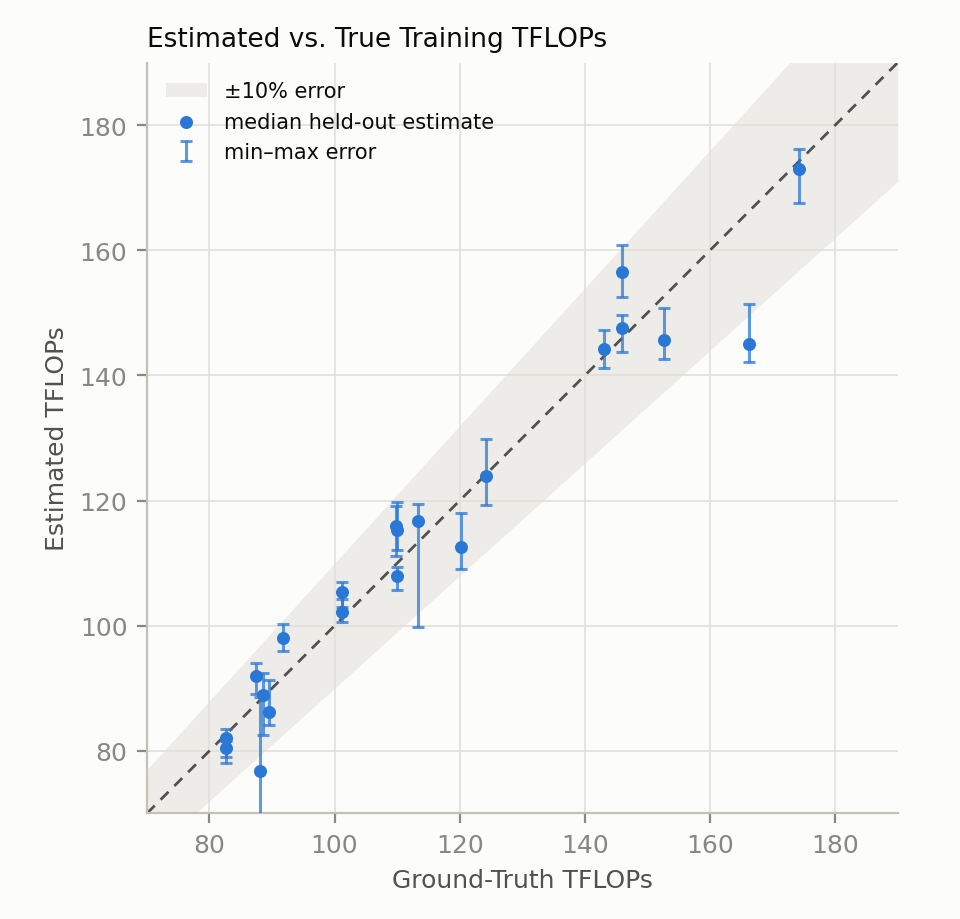 Estimated vs. True Training TFLOPs
±10% error
median held-out estimate
min–max error
180
160
140
120
100
80
Estimated TFLOPs
80 100 120 140 160 180
Ground-Truth TFLOPs